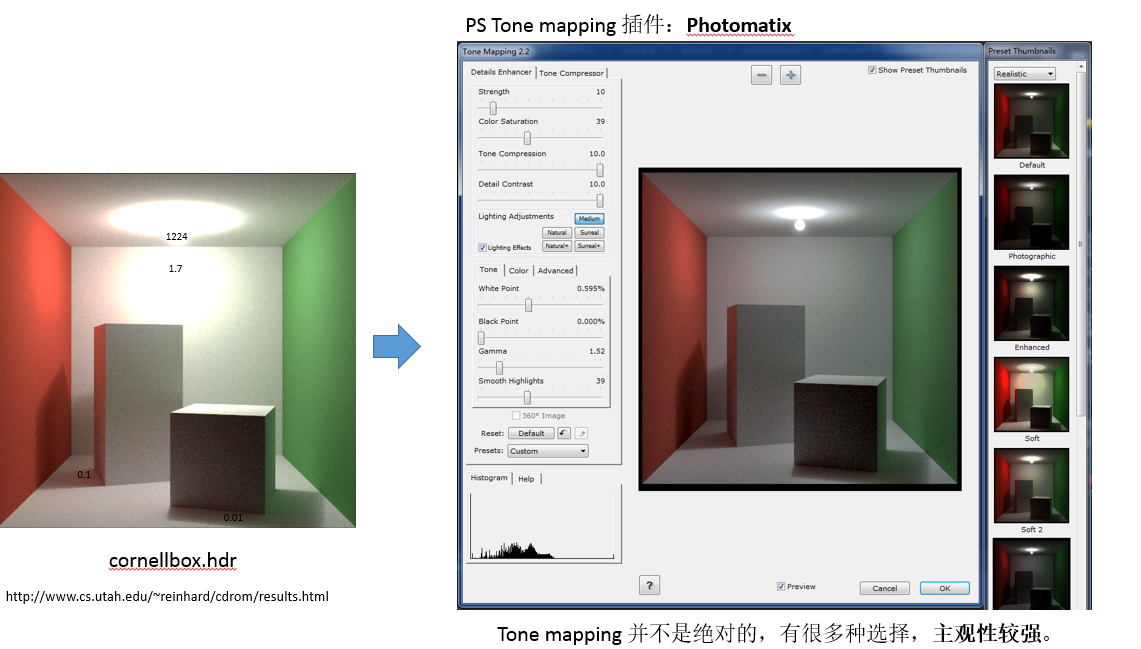 PS Tone mapping 插件：Photomatix
Tone Mapping 2.2
Details Enhancer
Tone Compressor
Strength 10
Color Saturation 39
Tone Compression 10.0
Detail Contrast 10.0
Lighting Adjustments
Medium
Natural
Surreal
Lighting Effects
Natural+
Surreal+
Tone
Color
Advanced
White Point 0.595%
Black Point 0.000%
Gamma 1.52
Smooth Highlights 39
360° Image
Reset: Default
Presets: Custom
Histogram
Help
Show Preset Thumbnails
?
Preview
Cancel
OK
Preset Thumbnails
Realistic
Default
Photographic
Enhanced
Soft
Soft 2
1224
1.7
0.1
0.01
cornellbox.hdr
http://www.cs.utah.edu/~reinhard/cdrom/results.html
Tone mapping 并不是绝对的，有很多种选择，主观性较强。